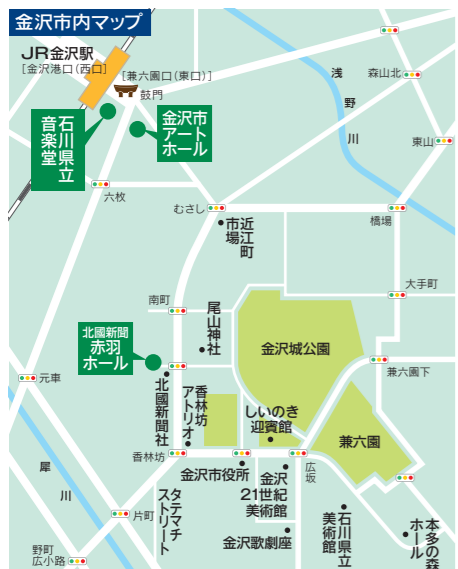 金沢市内マップ
JR金沢駅
［金沢港口（西口）］
［兼六園口（東口）］
鼓門
石川県立
音楽堂
金沢市
アート
ホール
浅野川
森山北
東山
六枚
むさし
近江町
市場
橋場
大手町
南町
尾山神社
金沢城公園
北國新聞
赤羽
ホール
兼六園下
元車
北國新聞社
香林坊
アトリオ
しいのき
迎賓館
兼六園
香林坊
金沢市役所
金沢
21世紀
美術館
広坂
犀川
片町
タテマチ
ストリート
金沢歌劇座
石川県立
美術館
本多の森
ホール
野町
広小路